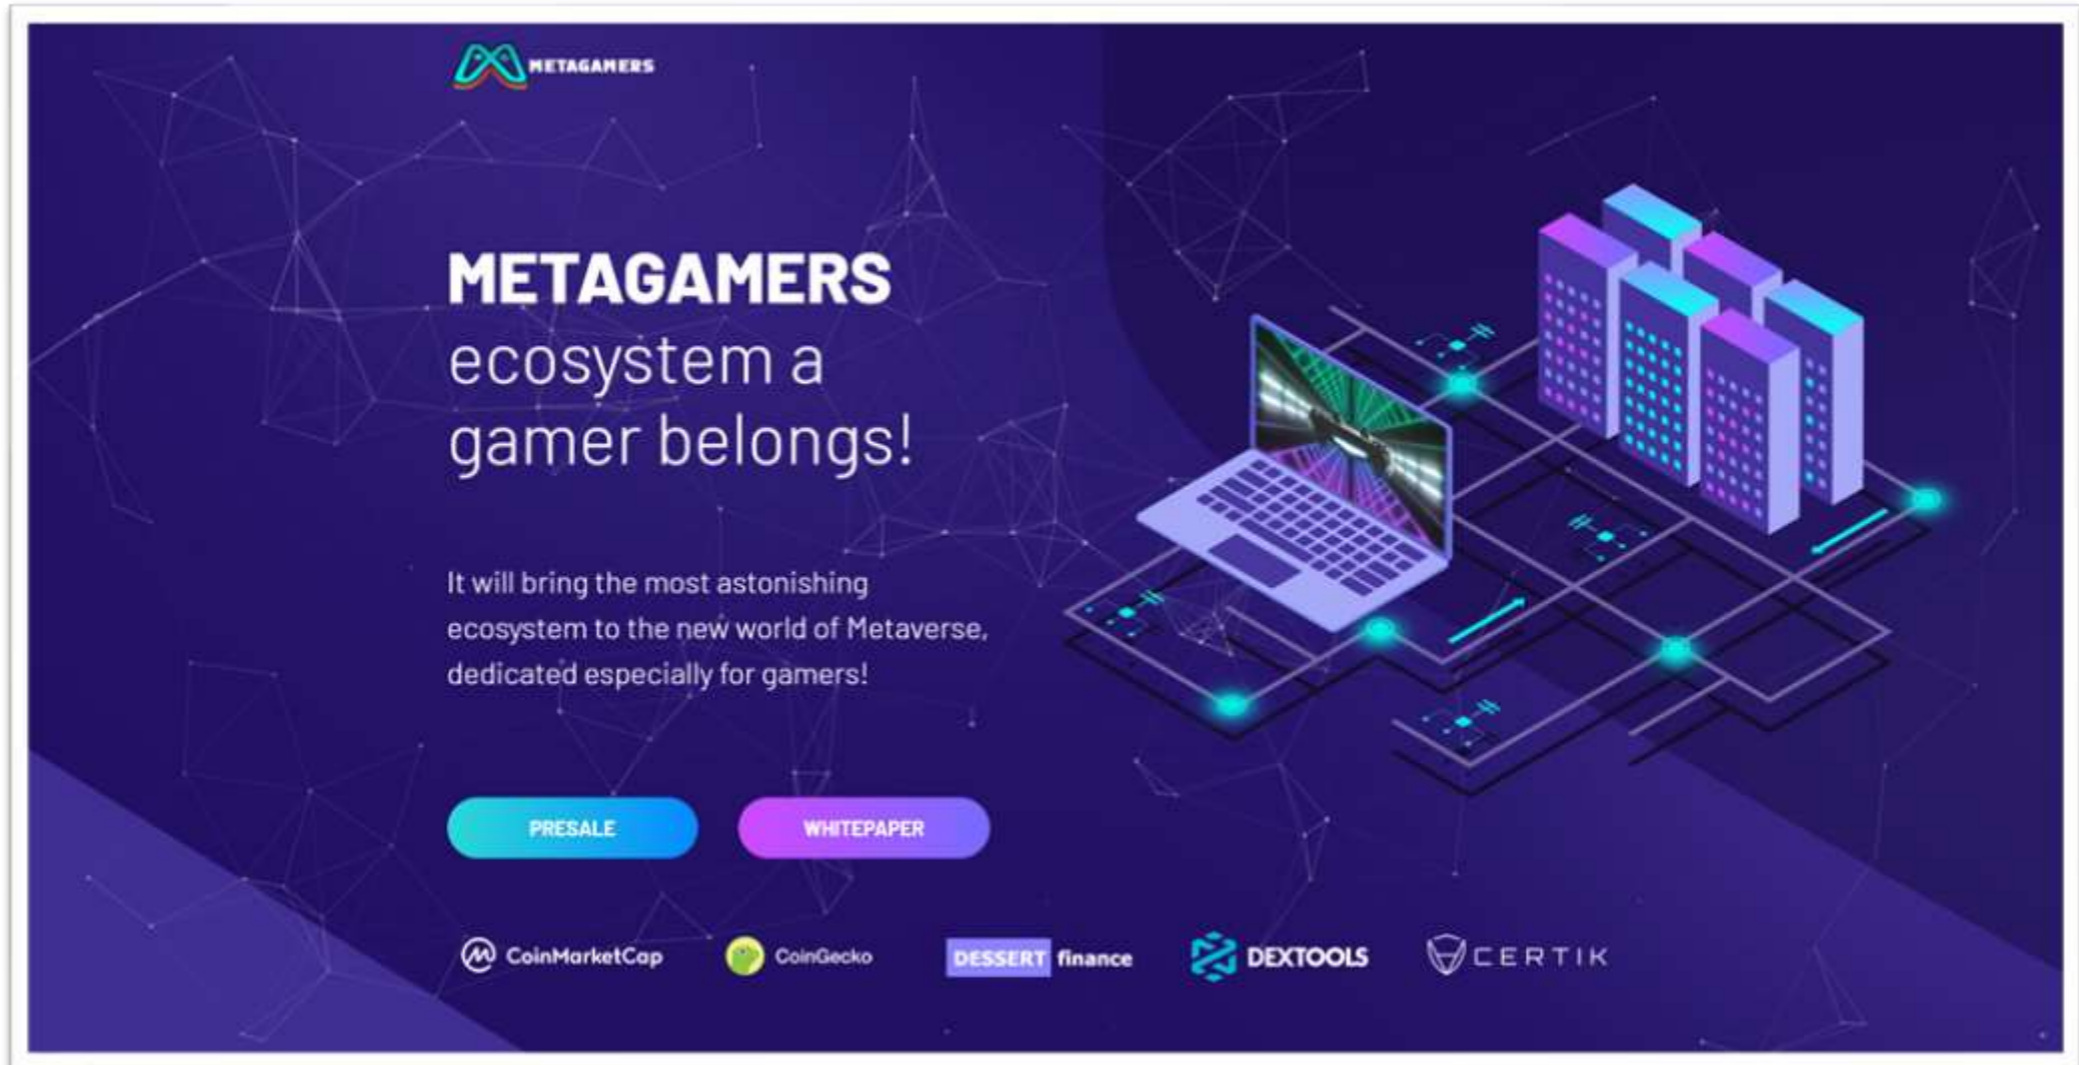 METAGAMERS
METAGAMERS
ecosystem a
gamer belongs!
It will bring the most astonishing
ecosystem to the new world of Metaverse,
dedicated especially for gamers!
PRESALE WHITEPAPER
CoinMarketCap CoinGecko DESSERT finance DEXTOOLS CERTIK